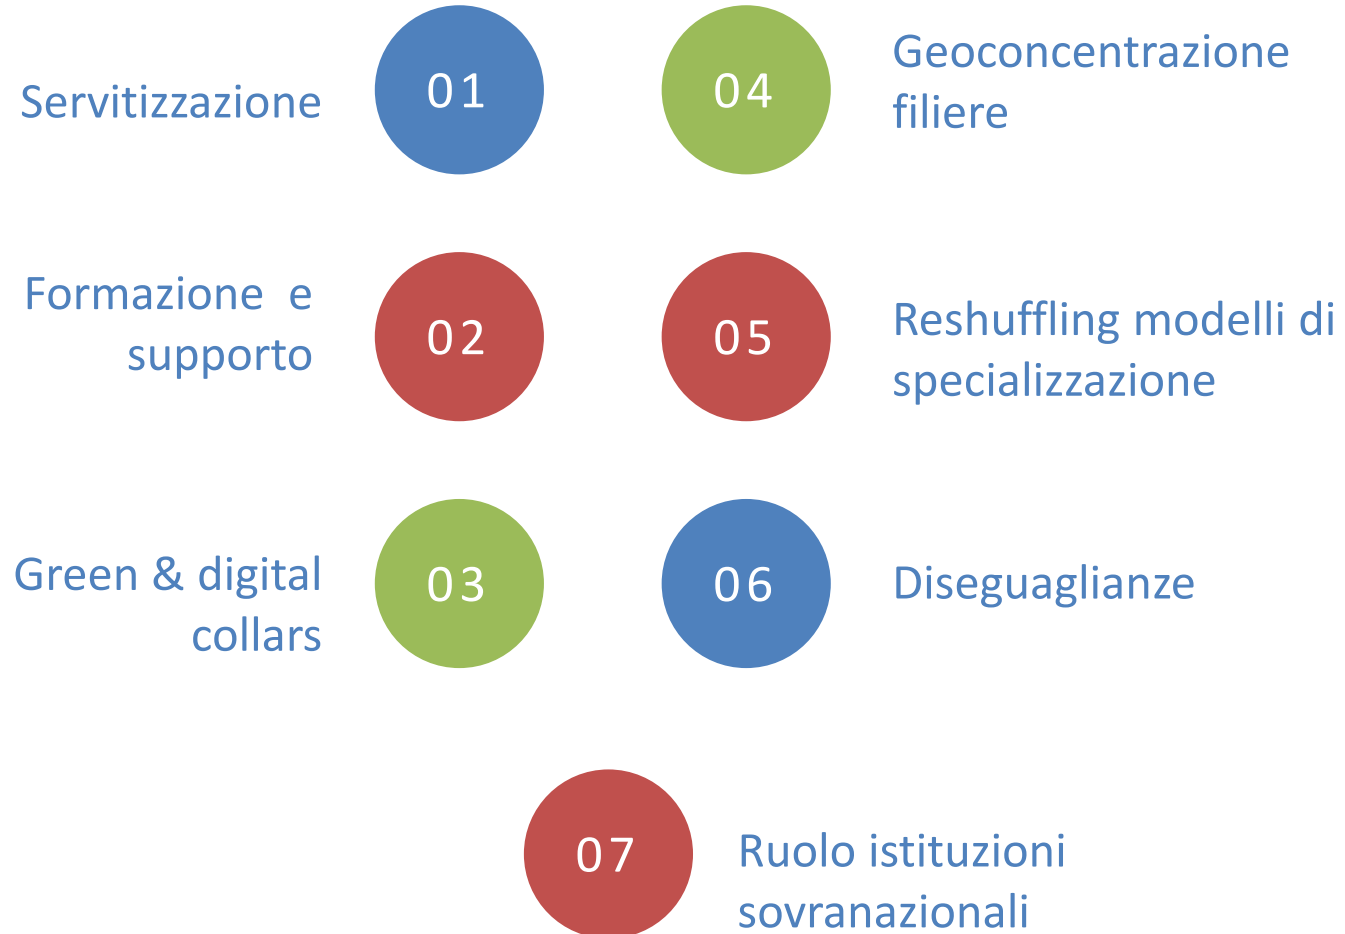 Servitizzazione
01
Formazione e
supporto
02
Green & digital
collars
03
04
Geoconcentrazione
filiere
05
Reshuffling modelli di
specializzazione
06
Diseguaglianze
07
Ruolo istituzioni
sovranazionali